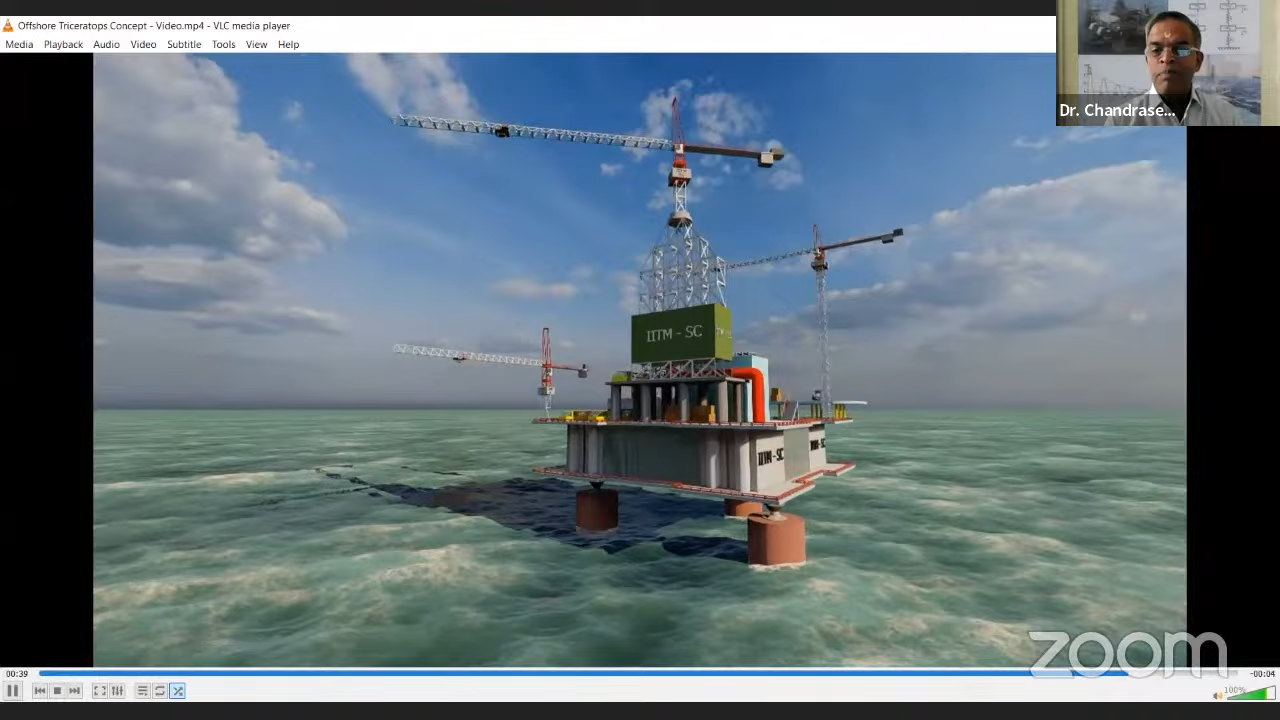 Offshore Triceratops Concept - Video.mp4 - VLC media player
Media Playback Audio Video Subtitle Tools View Help
Dr. Chandrase...
IITM - SC
IITM - SC
00:39
-00:04
zoom
100%